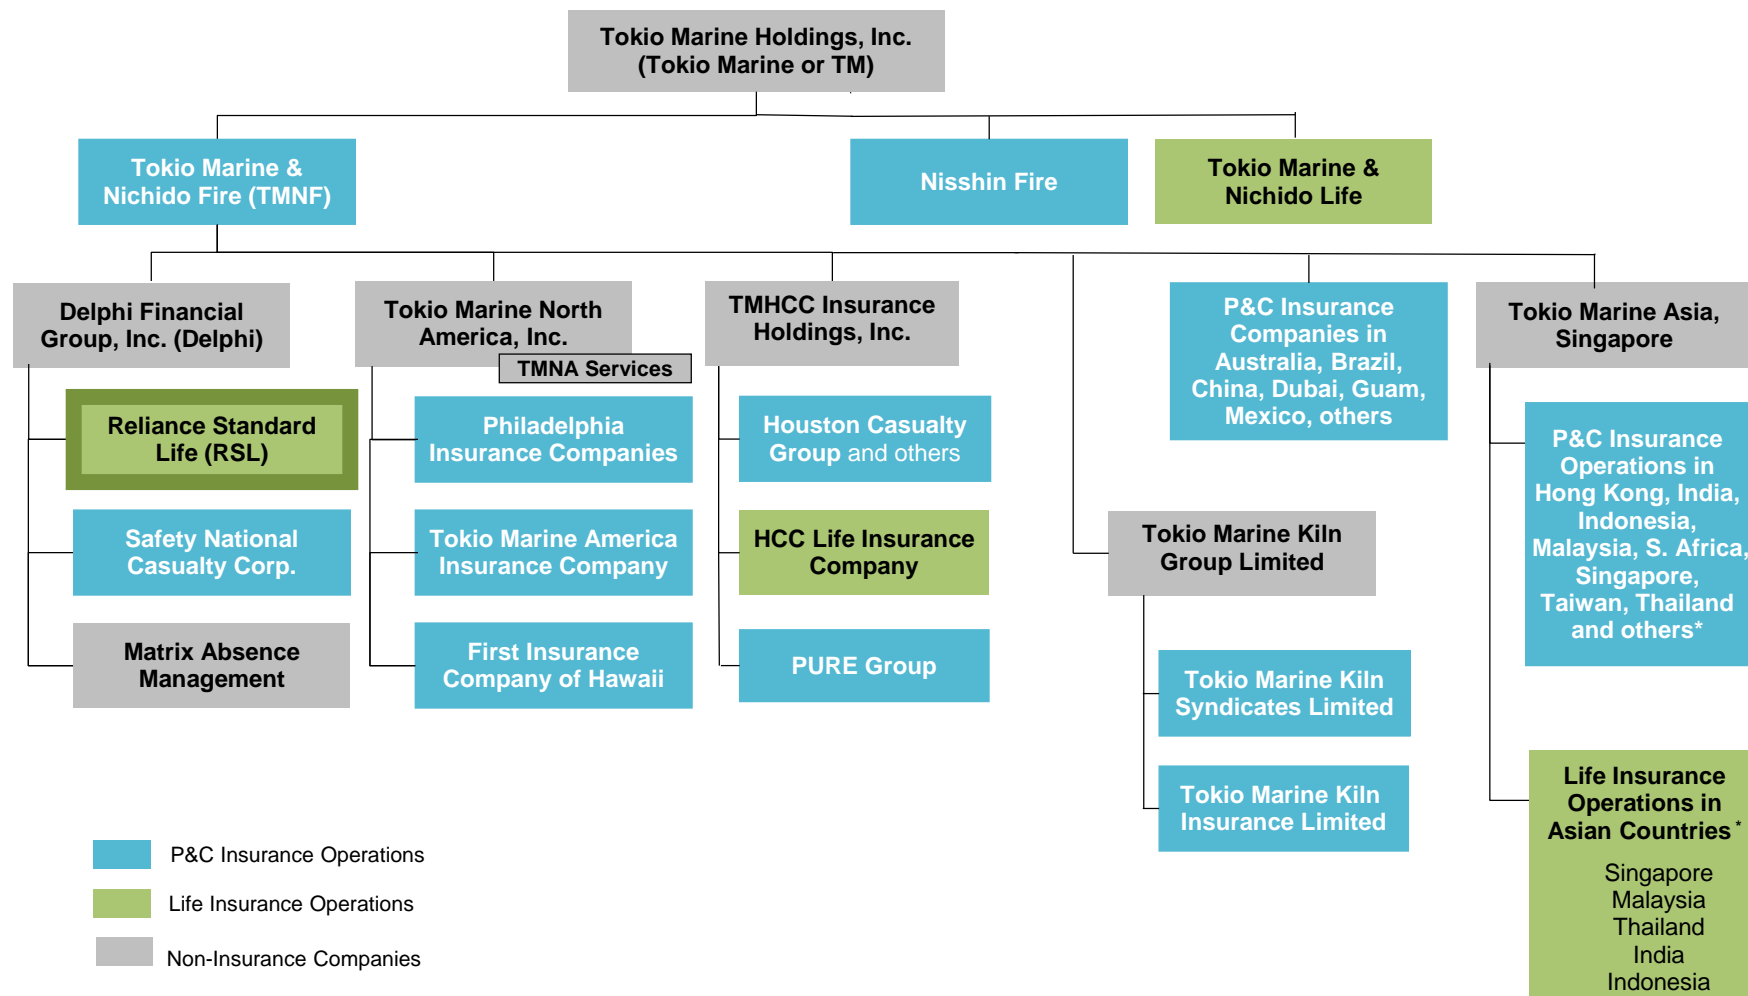 Tokio Marine Holdings, Inc.
(Tokio Marine or TM)
Tokio Marine &
Nichido Fire (TMNF)
Nisshin Fire
Tokio Marine &
Nichido Life
Delphi Financial
Group, Inc. (Delphi)
Tokio Marine North
America, Inc.
TMNA Services
TMHCC Insurance
Holdings, Inc.
P&C Insurance
Companies in
Australia, Brazil,
China, Dubai, Guam,
Mexico, others
Tokio Marine Asia,
Singapore
Reliance Standard
Life (RSL)
Philadelphia
Insurance Companies
Houston Casualty
Group and others
P&C Insurance
Operations in
Hong Kong, India,
Indonesia,
Malaysia, S. Africa,
Singapore,
Taiwan, Thailand
and others*
Safety National
Casualty Corp.
Tokio Marine America
Insurance Company
HCC Life Insurance
Company
Tokio Marine Kiln
Group Limited
Matrix Absence
Management
First Insurance
Company of Hawaii
PURE Group
Tokio Marine Kiln
Syndicates Limited
Tokio Marine Kiln
Insurance Limited
Life Insurance
Operations in
Asian Countries *
Singapore
Malaysia
Thailand
India
Indonesia
P&C Insurance Operations
Life Insurance Operations
Non-Insurance Companies